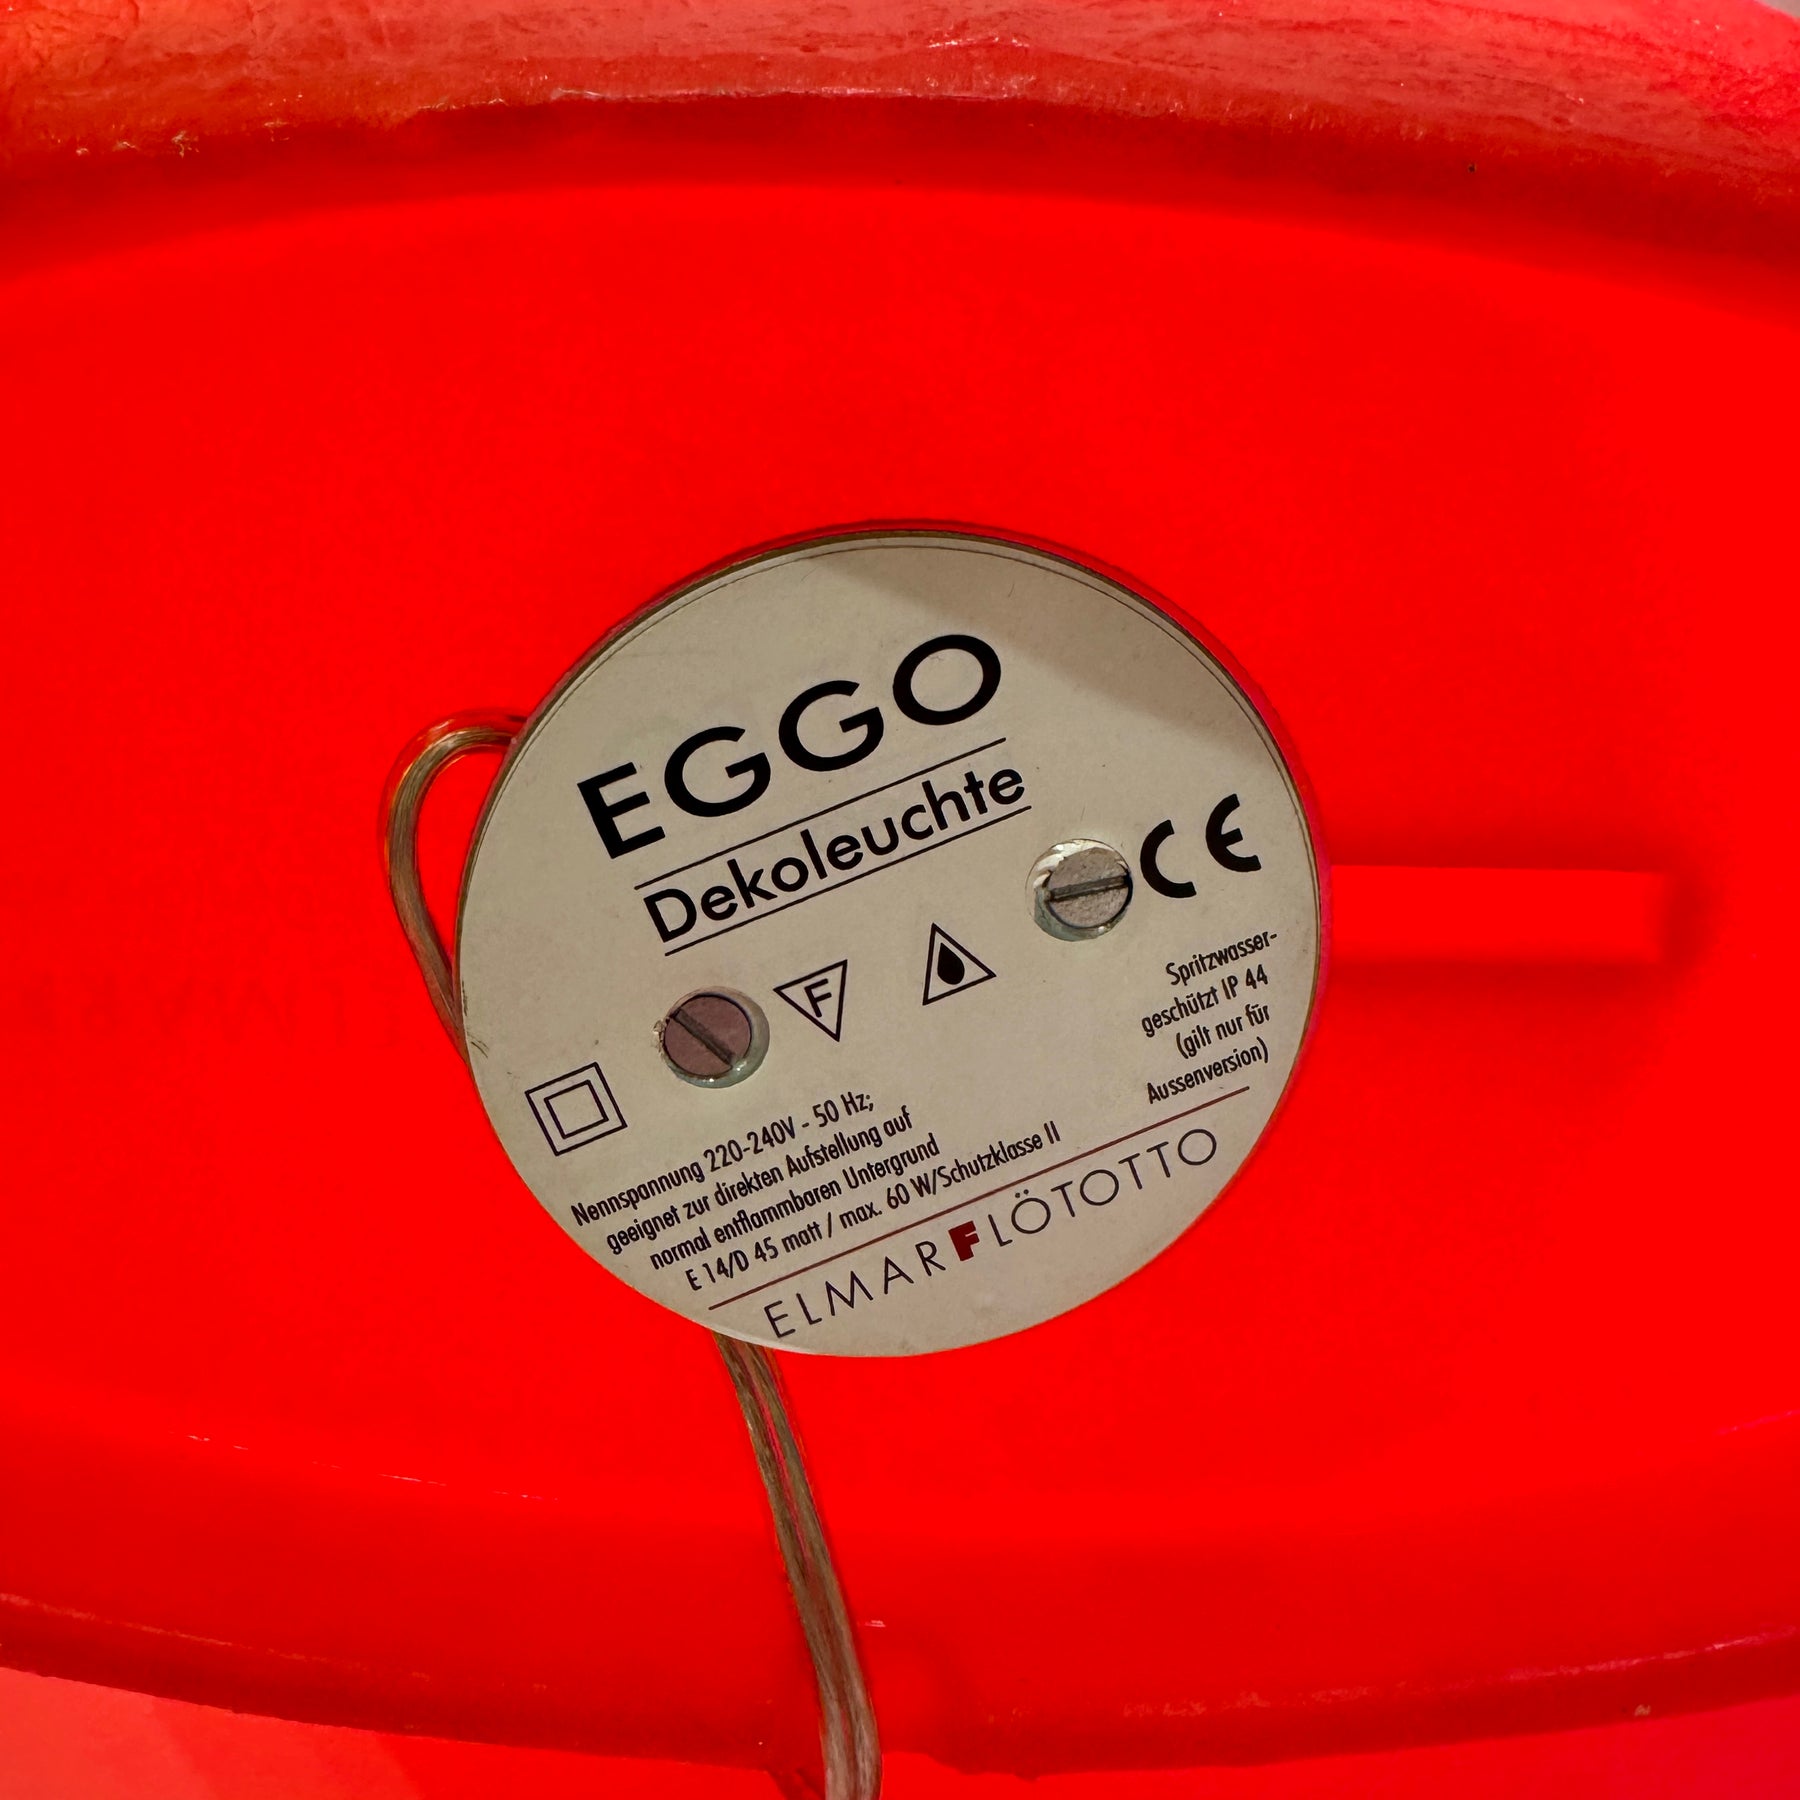 EGGO
Dekoleuchte
CE
F
Spritzwasser-
geschützt IP 44
(gilt nur für
Aussenversion)
Nennspannung 220-240V - 50 Hz;
geeignet zur direkten Aufstellung auf
normal entflammbaren Untergrund
E 14/D 45 matt / max. 60 W/Schutzklasse II
ELMARFLÖTOTTO